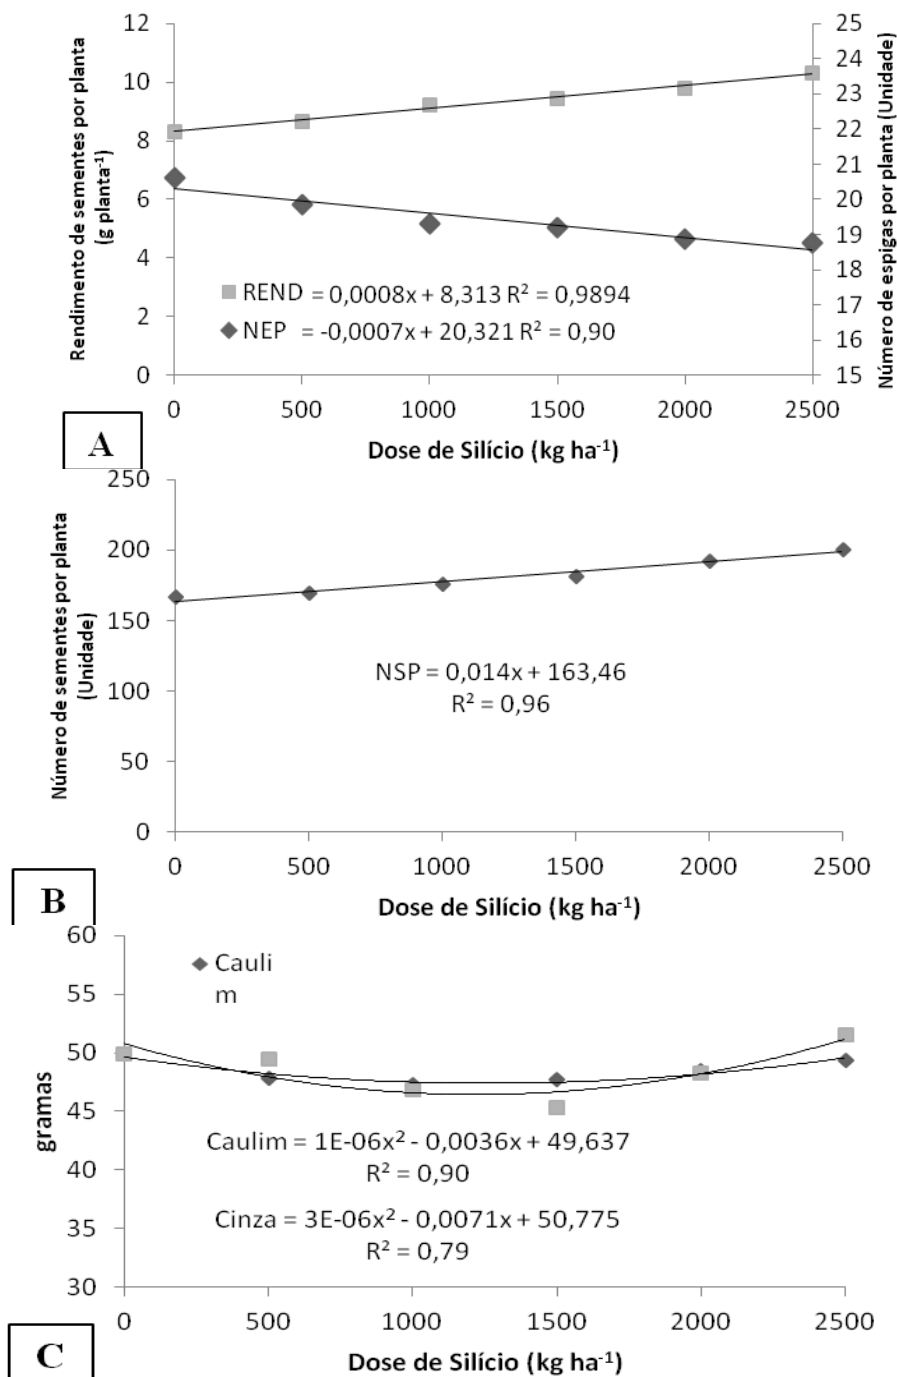 Rendimento de sementes por planta
(g planta⁻¹)
12
10
8
6
4
2
0
25
24
23
22
21
20
19
18
17
16
15
Número de espigas por planta (Unidade)
REND = 0,0008x + 8,313 R² = 0,9894
NEP = -0,0007x + 20,321 R² = 0,90
0 500 1000 1500 2000 2500
Dose de Silício (kg ha⁻¹)
A
Número de sementes por planta
(Unidade)
250
200
150
100
50
0
NSP = 0,014x + 163,46
R² = 0,96
0 500 1000 1500 2000 2500
Dose de Silício (kg ha⁻¹)
B
gramas
60
55
50
45
40
35
30
Cauli
m
Caulim = 1E-06x² - 0,0036x + 49,637
R² = 0,90
Cinza = 3E-06x² - 0,0071x + 50,775
R² = 0,79
0 500 1000 1500 2000 2500
Dose de Silício (kg ha⁻¹)
C